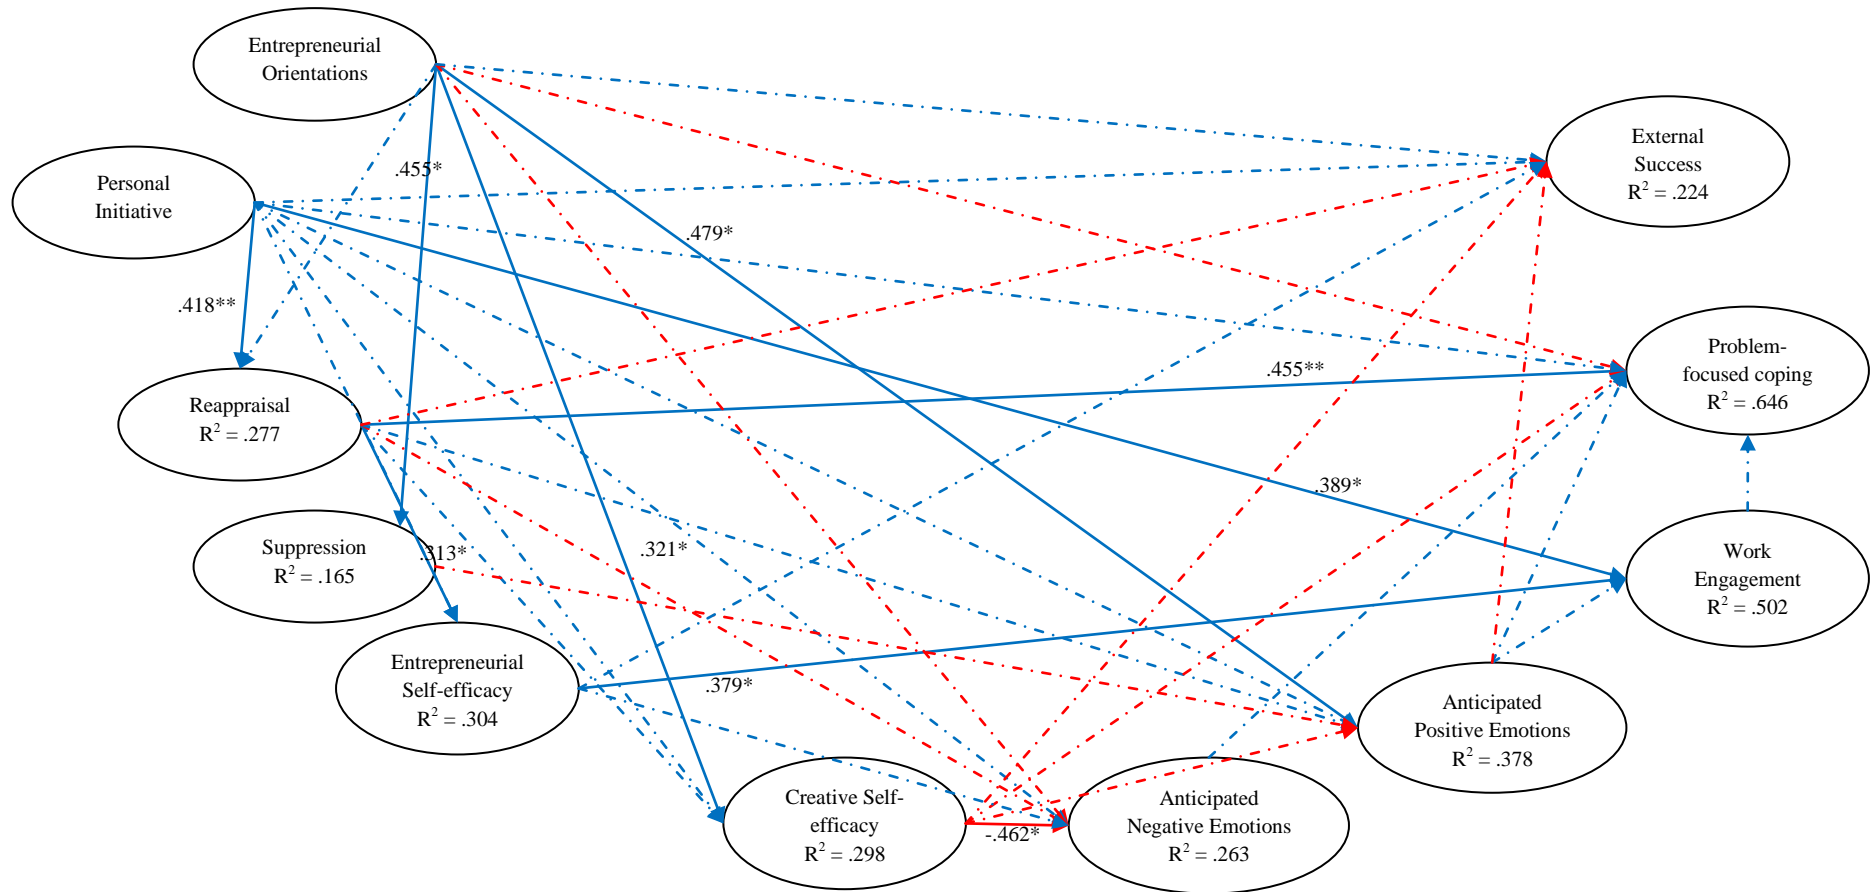 Entrepreneurial
Orientations
Personal
Initiative
External
Success
R² = .224
.455*
.479*
.418**
Problem-
focused coping
R² = .646
.455**
Reappraisal
R² = .277
.389*
Suppression
R² = .165
.313*
.321*
Work
Engagement
R² = .502
Entrepreneurial
Self-efficacy
R² = .304
.379*
Anticipated
Positive Emotions
R² = .378
Creative Self-
efficacy
R² = .298
-.462*
Anticipated
Negative Emotions
R² = .263